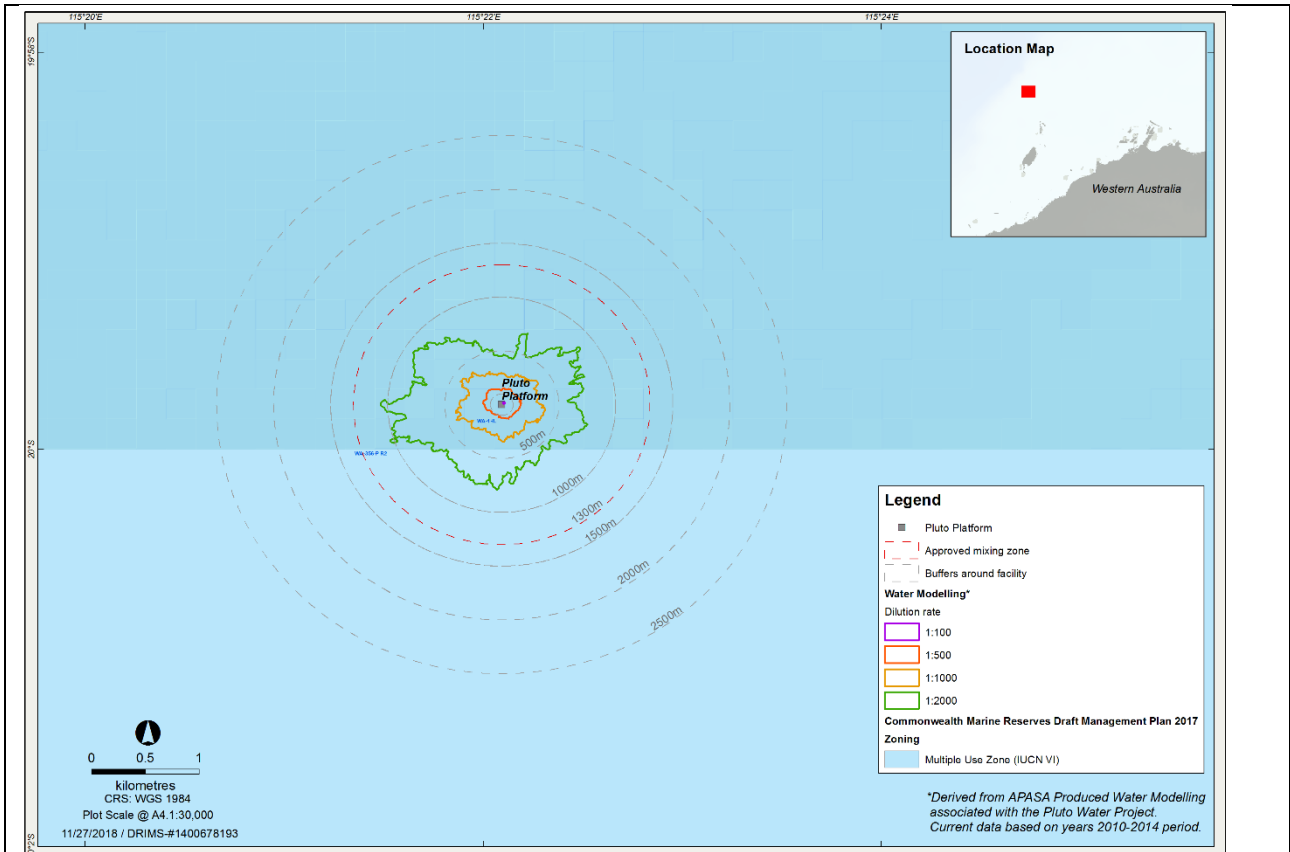 115°20'E
115°22'E
115°24'E
19°56'S
Location Map
Western Australia
Pluto
Platform
WA-356-P R2
20°S
500m
1000m
1300m
1500m
2000m
2500m
Legend
Pluto Platform
Approved mixing zone
Buffers around facility
Water Modelling*
Dilution rate
1:100
1:500
1:1000
1:2000
Commonwealth Marine Reserves Draft Management Plan 2017
Zoning
Multiple Use Zone (IUCN VI)
0 0.5 1
kilometres
CRS: WGS 1984
Plot Scale @ A4.1:30,000
11/27/2018 / DRIMS-#1400678193
*Derived from APASA Produced Water Modelling
associated with the Pluto Water Project.
Current data based on years 2010-2014 period.